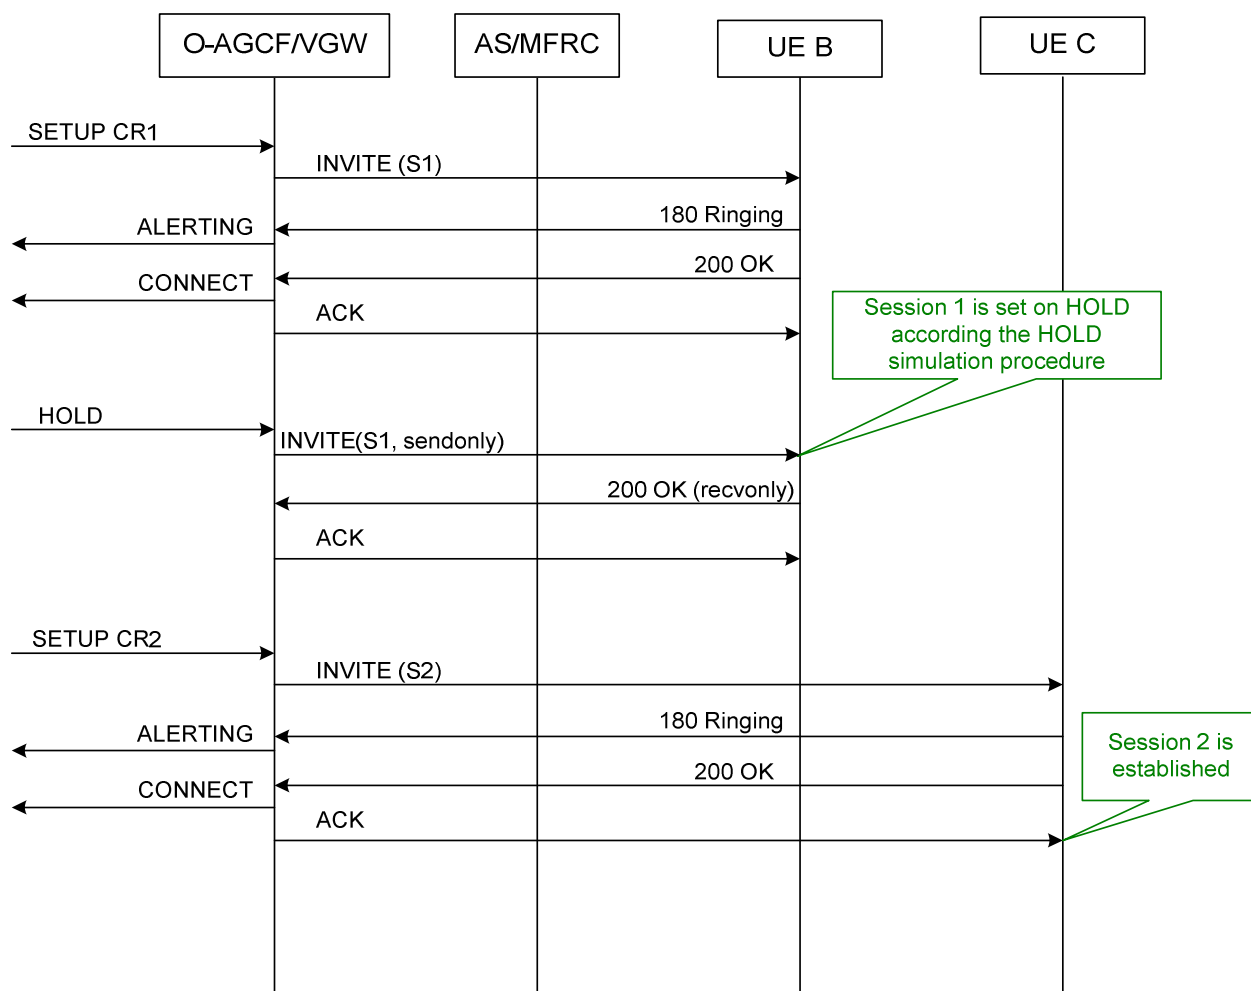 O-AGCF/VGW
AS/MFRC
UE B
UE C
SETUP CR1
INVITE (S1)
180 Ringing
ALERTING
200 OK
CONNECT
ACK
Session 1 is set on HOLD
according the HOLD
simulation procedure
HOLD
INVITE(S1, sendonly)
200 OK (recvonly)
ACK
SETUP CR2
INVITE (S2)
180 Ringing
ALERTING
Session 2 is
established
200 OK
CONNECT
ACK